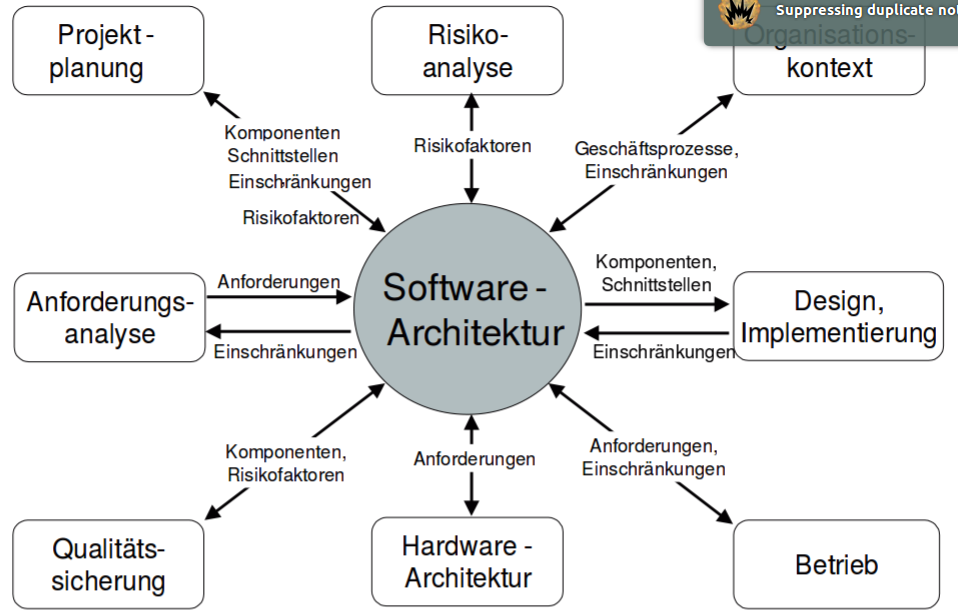 Suppressing duplicate not
Projekt-
planung
Risiko-
analyse
Organisations-
kontext
Komponenten
Schnittstellen
Einschränkungen
Risikofaktoren
Risikofaktoren
Geschäftsprozesse,
Einschränkungen
Anforderungs-
analyse
Anforderungen
Einschränkungen
Software-
Architektur
Komponenten,
Schnittstellen
Einschränkungen
Design,
Implementierung
Komponenten,
Risikofaktoren
Anforderungen
Anforderungen,
Einschränkungen
Qualitäts-
sicherung
Hardware-
Architektur
Betrieb